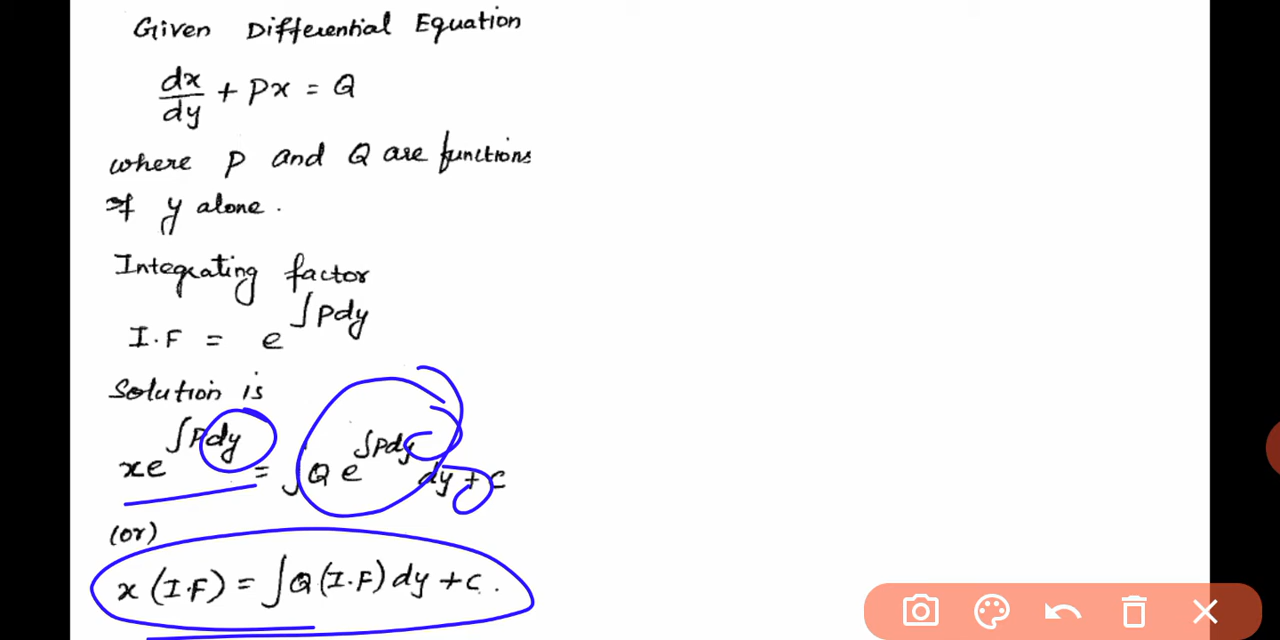 Given Differential Equation
dx/dy + Px = Q
where P and Q are functions
of y alone.
Integrating factor
I.F = e^∫Pdy
Solution is
xe^∫Pdy = ∫Q e^∫Pdy dy + c
(or)
x (I.F) = ∫Q (I.F) dy + c.